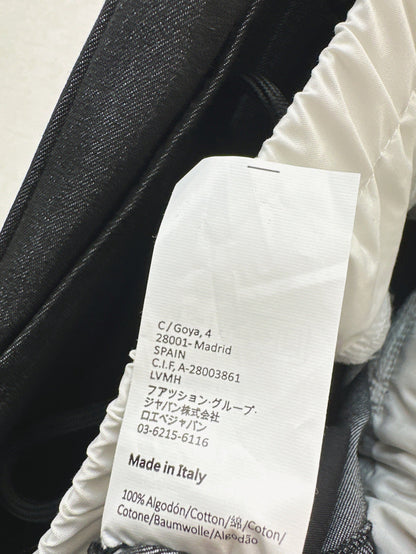 C/Goya, 4
28001- Madrid
SPAIN
C.I.F, A-28003861
LVMH
ファッション・グループ・
ジャパン株式会社
ロエベジャパン
03-6215-6116
Made in Italy
100% Algodón/Cotton/綿/Coton/
Cotone/Baumwolle/Algodão